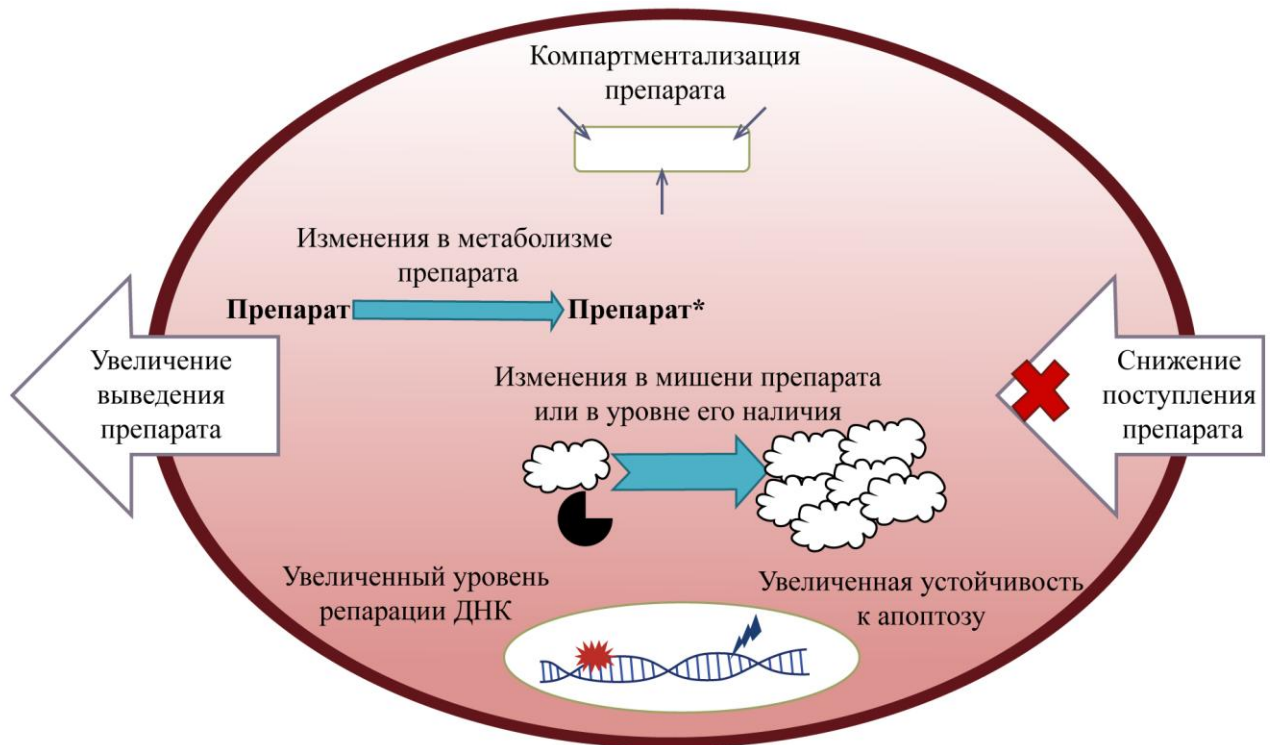 Компартментализация
препарата
Изменения в метаболизме
препарата
Препарат
Препарат*
Увеличение
выведения
препарата
Снижение
поступления
препарата
Изменения в мишени препарата
или в уровне его наличия
Увеличенный уровень
репарации ДНК
Увеличенная устойчивость
к апоптозу